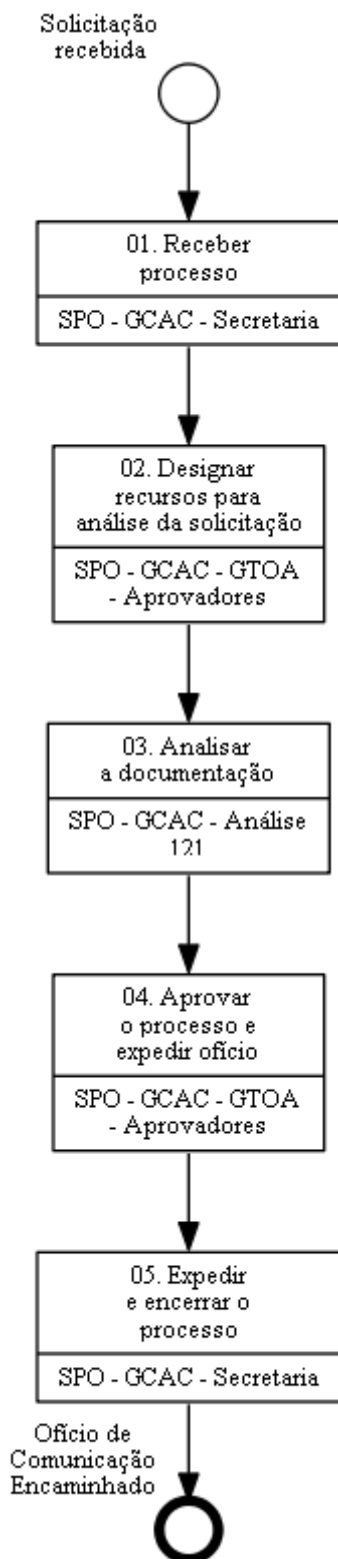 Solicitação
recebida
01. Receber
processo
SPO - GCAC - Secretaria
02. Designar
recursos para
análise da solicitação
SPO - GCAC - GTOA
- Aprovadores
03. Analisar
a documentação
SPO - GCAC - Análise
121
04. Aprovar
o processo e
expedir ofício
SPO - GCAC - GTOA
- Aprovadores
05. Expedir
e encerrar o
processo
SPO - GCAC - Secretaria
Ofício de
Comunicação
Encaminhado